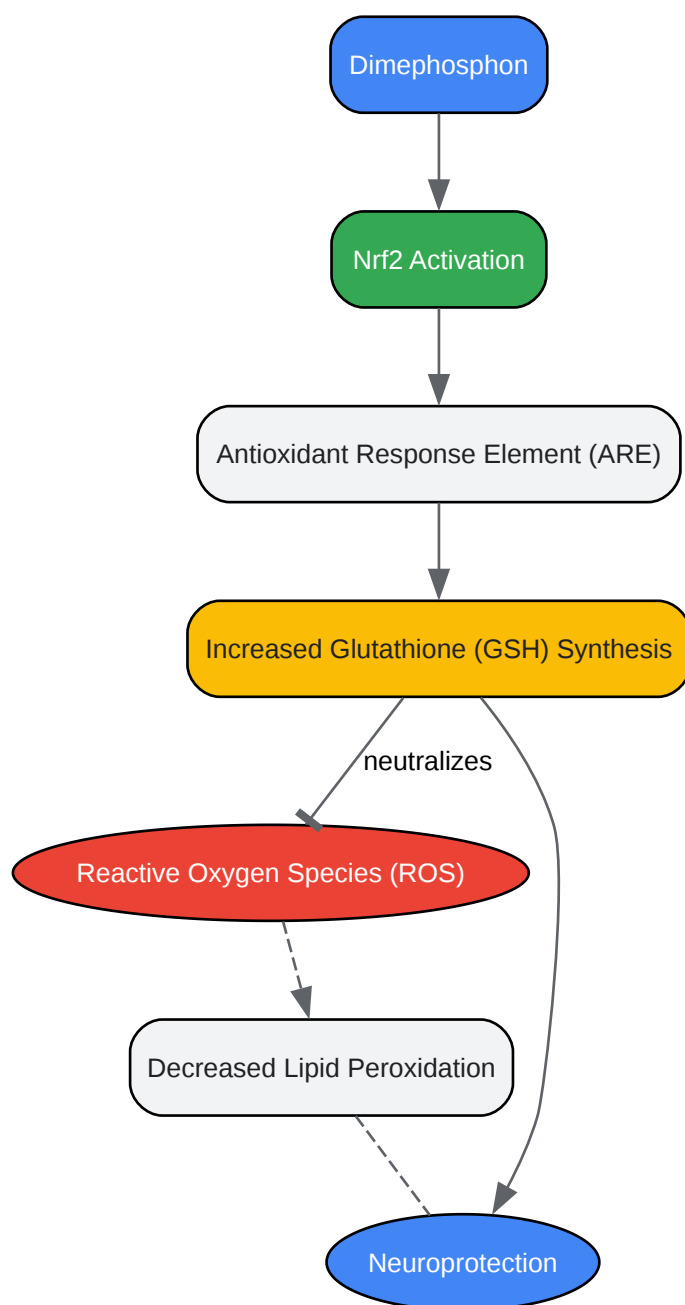 Dimephosphon
Nrf2 Activation
Antioxidant Response Element (ARE)
Increased Glutathione (GSH) Synthesis
neutralizes
Reactive Oxygen Species (ROS)
Decreased Lipid Peroxidation
Neuroprotection